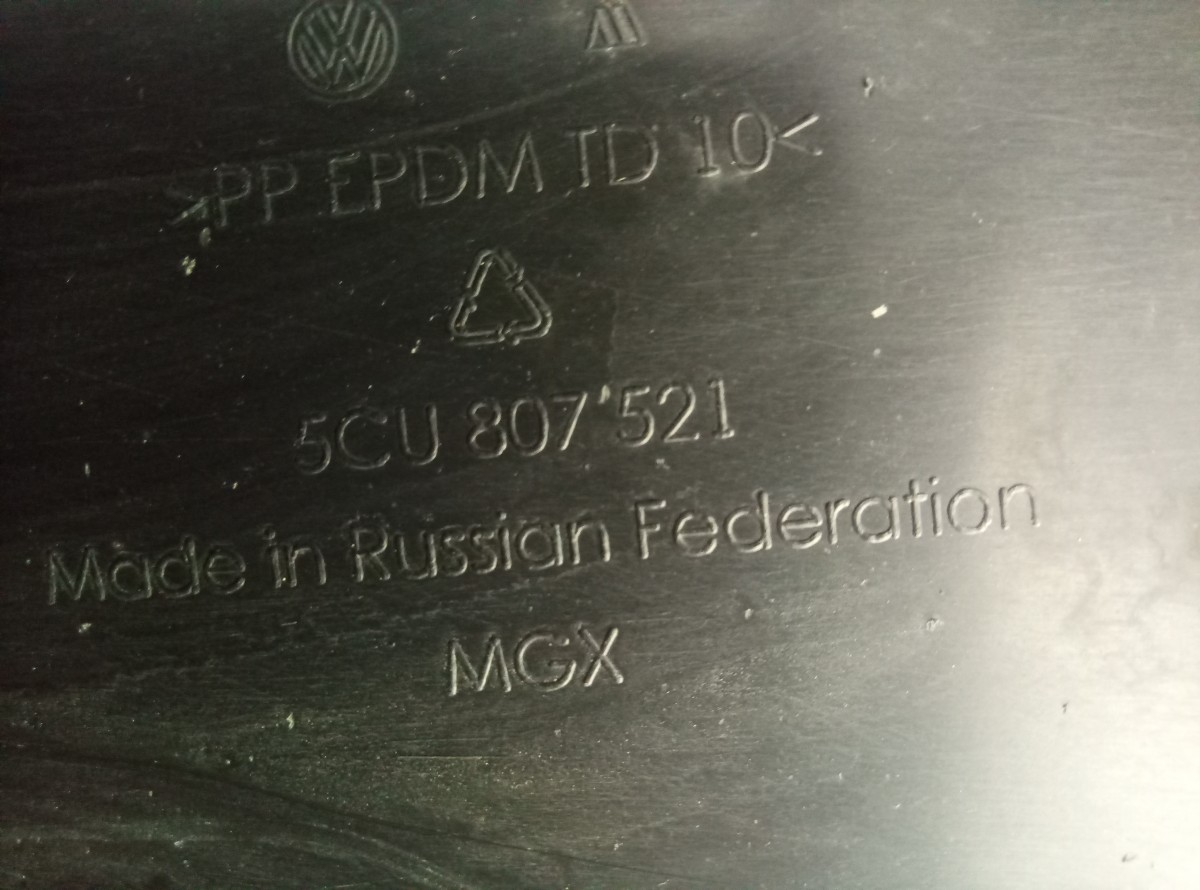 >PP EPDM TD 10<
5CU 807 521
Made in Russian Federation
MGX